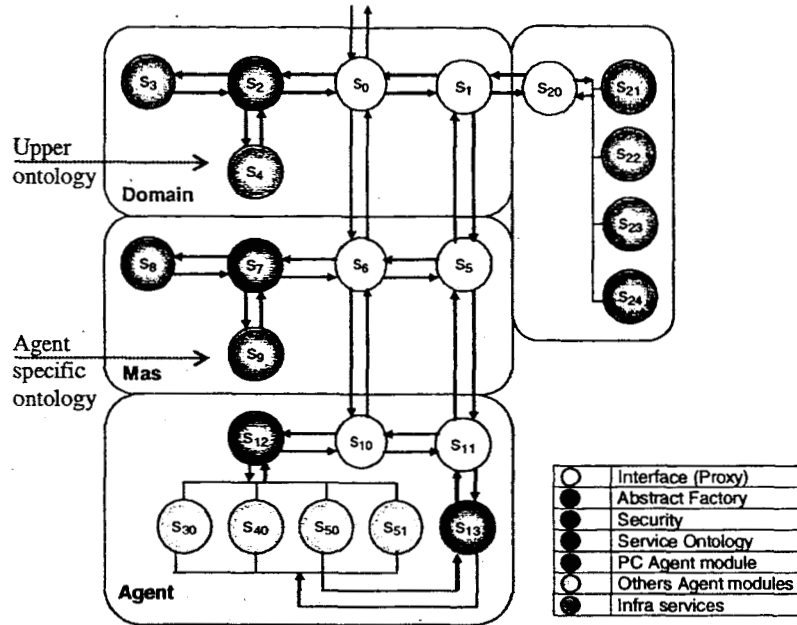 S3
S2
S0
S1
S20
S21
S22
S23
S24
S4
Upper
ontology
Domain
S8
S7
S6
S5
S9
Agent
specific
ontology
Mas
S12
S10
S11
S30
S40
S50
S51
S13
Agent
Interface (Proxy)
Abstract Factory
Security
Service Ontology
PC Agent module
Others Agent modules
Infra services